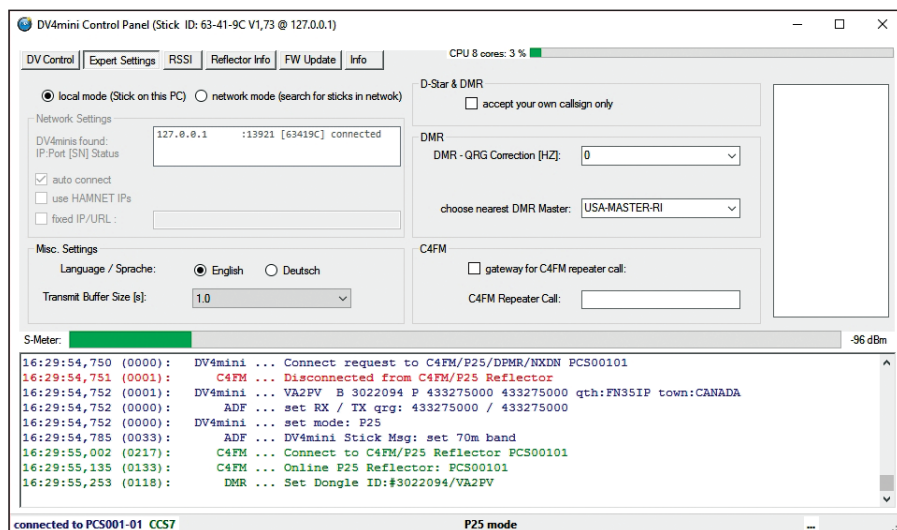 DV4mini Control Panel (Stick ID: 63-41-9C V1,73 @ 127.0.0.1)
DV Control
Expert Settings
RSSI
Reflector Info
FW Update
Info
CPU 8 cores: 3 %
local mode (Stick on this PC)
network mode (search for sticks in netwok)
Network Settings
DV4minis found:
IP:Port [SN] Status
127.0.0.1 :13921 [63419C] connected
auto connect
use HAMNET IPs
fixed IP/URL :
Misc. Settings
Language / Sprache:
English
Deutsch
Transmit Buffer Size [s]:
1.0
D-Star & DMR
accept your own callsign only
DMR
DMR - QRG Correction [HZ]:
0
choose nearest DMR Master:
USA-MASTER-RI
C4FM
gateway for C4FM repeater call:
C4FM Repeater Call:
S-Meter:
-96 dBm
16:29:54,750 (0000): DV4mini ... Connect request to C4FM/P25/DPMR/NXDN PCS00101
16:29:54,751 (0001): C4FM ... Disconnected from C4FM/P25 Reflector
16:29:54,752 (0001): DV4mini ... VA2PV B 3022094 P 433275000 433275000 qth:FN35IP town:CANADA
16:29:54,752 (0000): ADF ... set RX / TX qrg: 433275000 / 433275000
16:29:54,752 (0000): DV4mini ... set mode: P25
16:29:54,785 (0033): ADF ... DV4mini Stick Msg: set 70m band
16:29:55,002 (0217): C4FM ... Connect to C4FM/P25 Reflector PCS00101
16:29:55,135 (0133): C4FM ... Online P25 Reflector: PCS00101
16:29:55,253 (0118): DMR ... Set Dongle ID:#3022094/VA2PV
connected to PCS001-01 CCS7
P25 mode
...